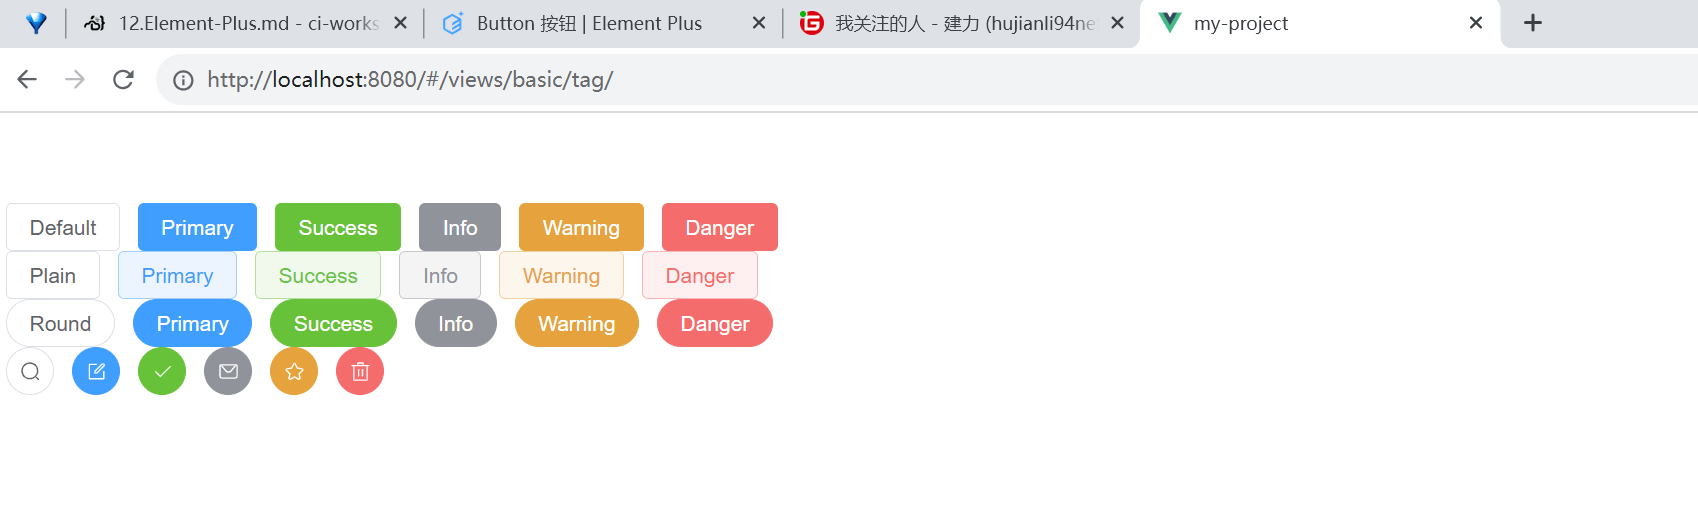 12.Element-Plus.md - ci-works
Button 按钮 | Element Plus
我关注的人 - 建力 (hujianli94ne
my-project
http://localhost:8080/#/views/basic/tag/
Default Primary Success Info Warning Danger
Plain Primary Success Info Warning Danger
Round Primary Success Info Warning Danger